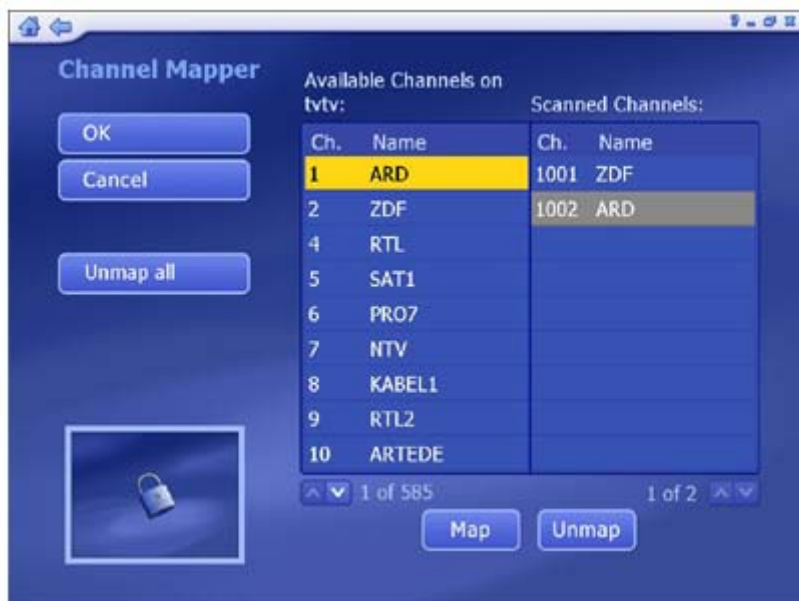 Channel Mapper
OK
Cancel
Unmap all
Available Channels on
tvtv:
Ch. Name
1 ARD
2 ZDF
4 RTL
5 SAT1
6 PRO7
7 NTV
8 KABEL1
9 RTL2
10 ARTEDE
1 of 585
Scanned Channels:
Ch. Name
1001 ZDF
1002 ARD
1 of 2
Map
Unmap